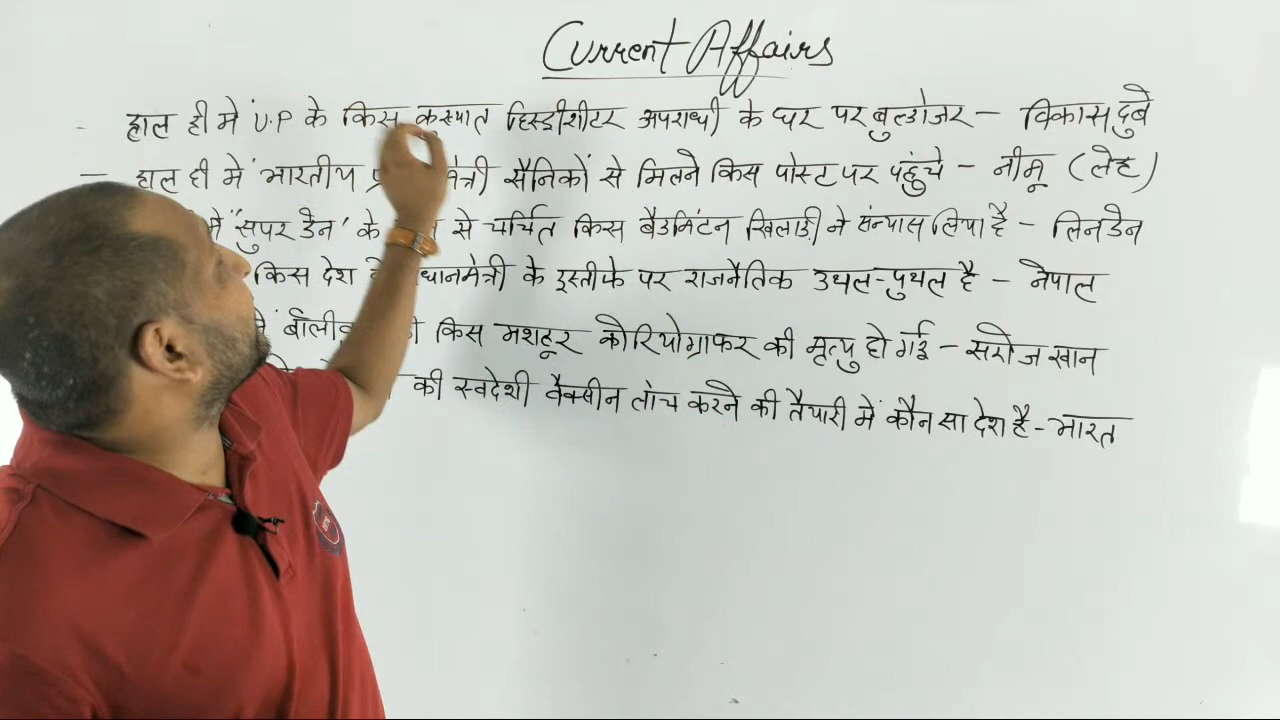 Current Affairs
- हाल ही में U.P के किस कुख्यात हिस्ट्रीशीटर अपराधी के घर पर बुल्डोजर - विकास दुबे
- हाल ही में भारतीय सैनिकों से मिलने किस पोस्ट पर पहुंचे - नीमू (लेह)
में "सुपर डैन' के से चर्चित किस बैडमिंटन खिलाड़ी ने संन्यास लिया है - लिन डेन
किस देश के इस्तीफे पर राजनैतिक उथल-पुथल है - नेपाल
किस मशहूर कोरियोग्राफर की मृत्यु हो गई - सरोज खान
की स्वदेशी वैक्सीन लांच करने की तैयारी में कौन सा देश है - भारत